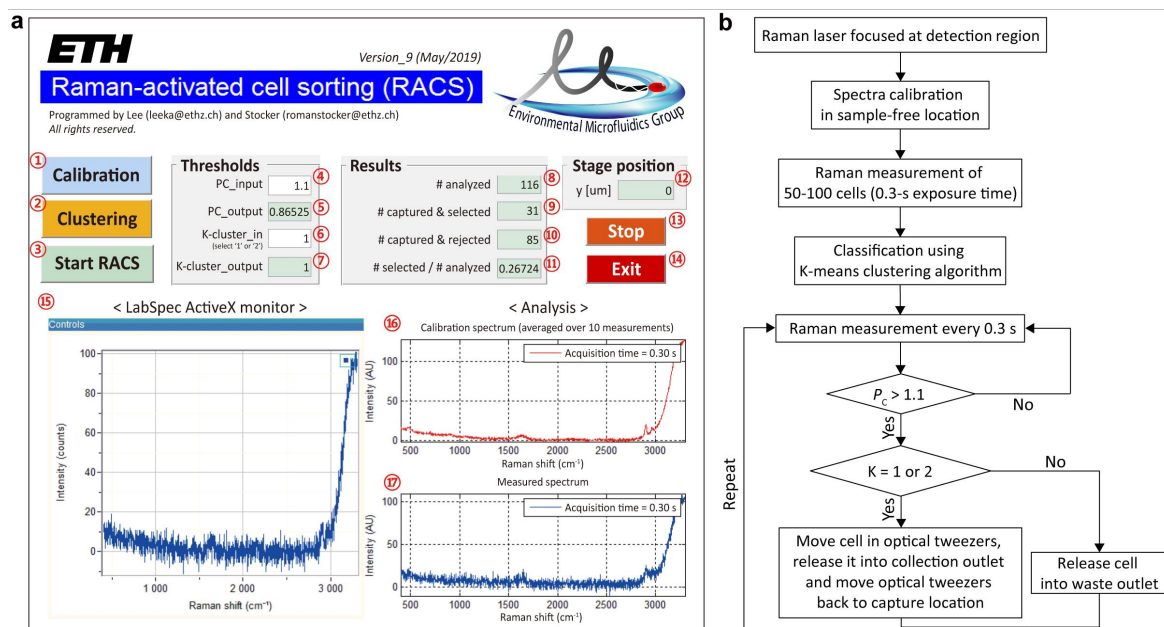 a
ETH
Version_9 (May/2019)
Raman-activated cell sorting (RACS)
Environmental Microfluidics Group
Programmed by Lee (leeka@ethz.ch) and Stocker (romanstocker@ethz.ch)
All rights reserved.
① Calibration
② Clustering
③ Start RACS
Thresholds
PC_input ④ 1.1
PC_output ⑤ 0.86525
K-cluster_in ⑥ 1
(select '1' or '2')
K-cluster_output ⑦ 1
Results
# analyzed ⑧ 116
# captured & selected ⑨ 31
# captured & rejected ⑩ 85
# selected / # analyzed ⑪ 0.26724
Stage position
y [um] ⑫ 0
Stop ⑬
Exit ⑭
⑮ < LabSpec ActiveX monitor >
Controls
Intensity (counts)
100
80
60
40
20
0
1 000 2 000 3 000
Raman shift (cm⁻¹)
< Analysis >
⑯ Calibration spectrum (averaged over 10 measurements)
Acquisition time = 0.30 s
Intensity (AU)
100
50
0
500 1000 1500 2000 2500 3000
Raman shift (cm⁻¹)
⑰ Measured spectrum
Acquisition time = 0.30 s
Intensity (AU)
100
50
0
500 1000 1500 2000 2500 3000
Raman shift (cm⁻¹)
b
Raman laser focused at detection region
Spectra calibration
in sample-free location
Raman measurement of
50-100 cells (0.3-s exposure time)
Classification using
K-means clustering algorithm
Raman measurement every 0.3 s
P_C > 1.1
No
Yes
K = 1 or 2
No
Yes
Repeat
Move cell in optical tweezers,
release it into collection outlet
and move optical tweezers
back to capture location
Release cell
into waste outlet